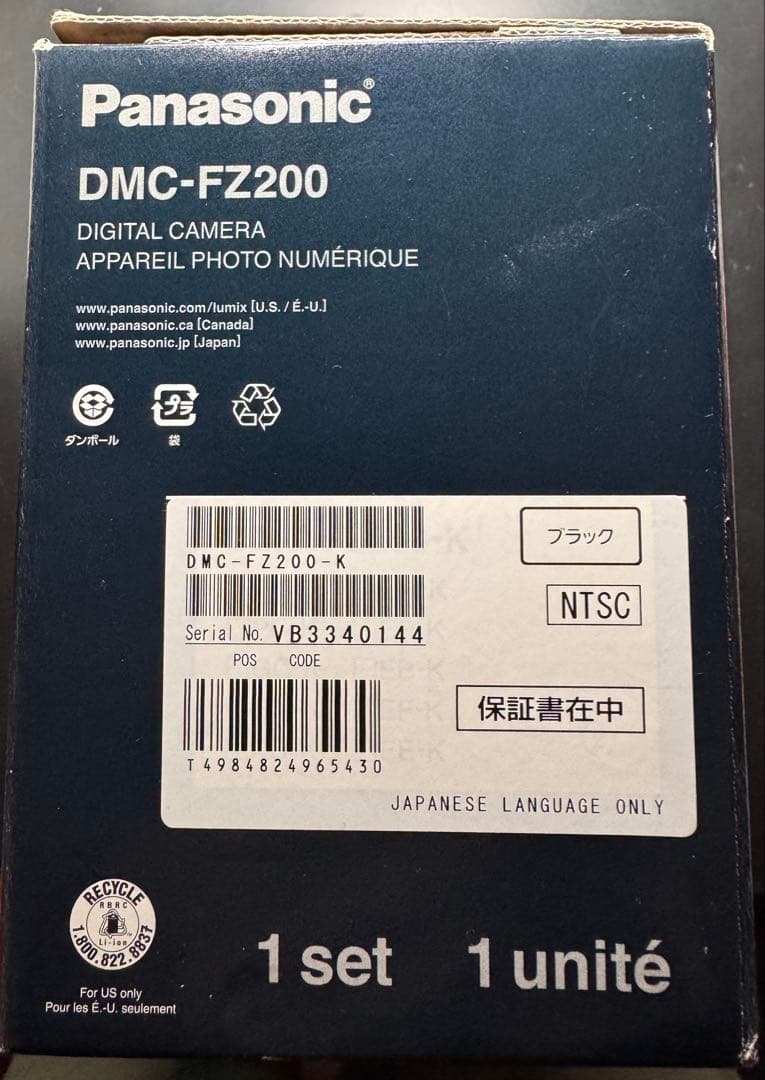 Panasonic®
DMC-FZ200
DIGITAL CAMERA
APPAREIL PHOTO NUMÉRIQUE
www.panasonic.com/lumix [U.S. / É.-U.]
www.panasonic.ca [Canada]
www.panasonic.jp [Japan]
プラ
ダンボール
袋
ブラック
DMC-FZ200-K
NTSC
Serial No. VB3340144
POS CODE
保証書在中
T4984824965430
JAPANESE LANGUAGE ONLY
RECYCLE
RBRC
Li-ion
1.800.822.8837
1 set 1 unité
For US only
Pour les É.-U. seulement